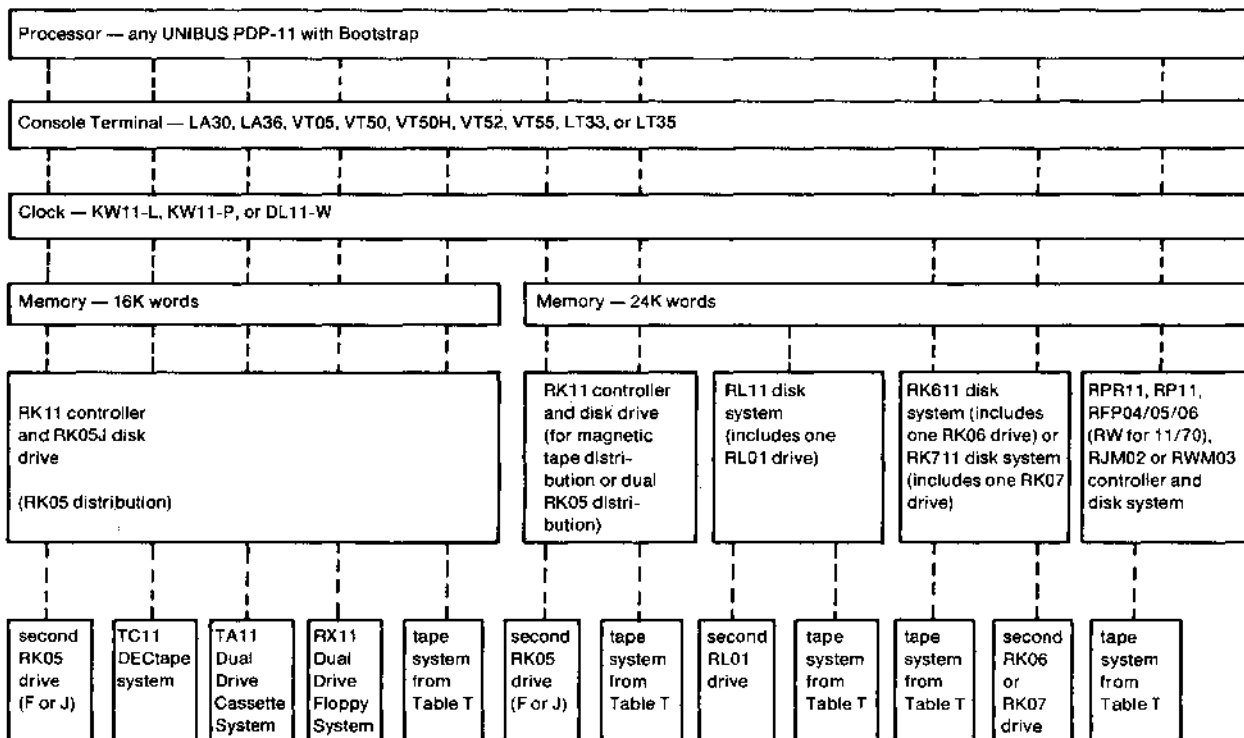 Processor — any UNIBUS PDP-11 with Bootstrap
Console Terminal — LA30, LA36, VT05, VT50, VT50H, VT52, VT55, LT33, or LT35
Clock — KW11-L, KW11-P, or DL11-W
Memory — 16K words
Memory — 24K words
RK11 controller
and RK05J disk
drive
(RK05 distribution)
RK11 controller
and disk drive
(for magnetic
tape distri-
bution or dual
RK05 distri-
bution)
RL11 disk
system
(includes one
RL01 drive)
RK611 disk
system (includes
one RK06 drive) or
RK711 disk system
(includes one RK07
drive)
RPR11, RP11,
RFP04/05/06
(RW for 11/70),
RJM02 or RWM03
controller and
disk system
second
RK05
drive
(F or J)
TC11
DECtape
system
TA11
Dual
Drive
Cassette
System
RX11
Dual
Drive
Floppy
System
tape
system
from
Table T
second
RK05
drive
(F or J)
tape
system
from
Table T
second
RL01
drive
tape
system
from
Table T
tape
system
from
Table T
second
RK06
or
RK07
drive
tape
system
from
Table T